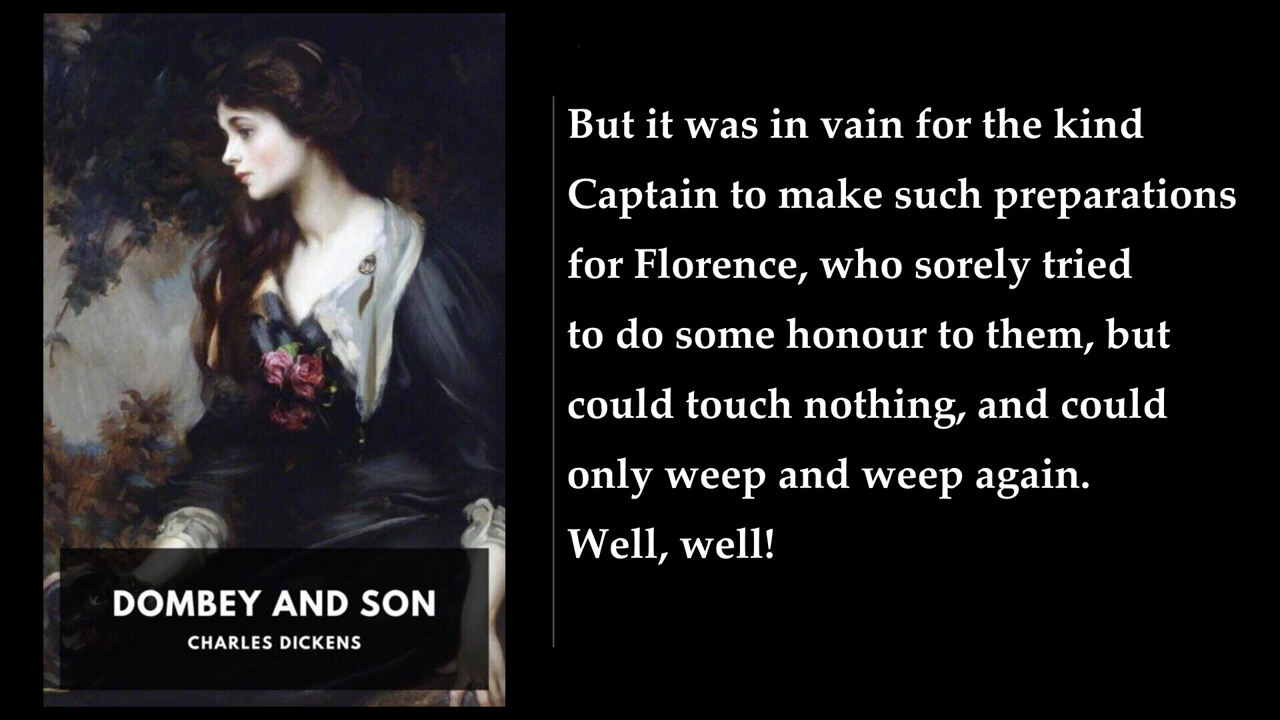 But it was in vain for the kind
Captain to make such preparations
for Florence, who sorely tried
to do some honour to them, but
could touch nothing, and could
only weep and weep again.
Well, well!
DOMBEY AND SON
CHARLES DICKENS